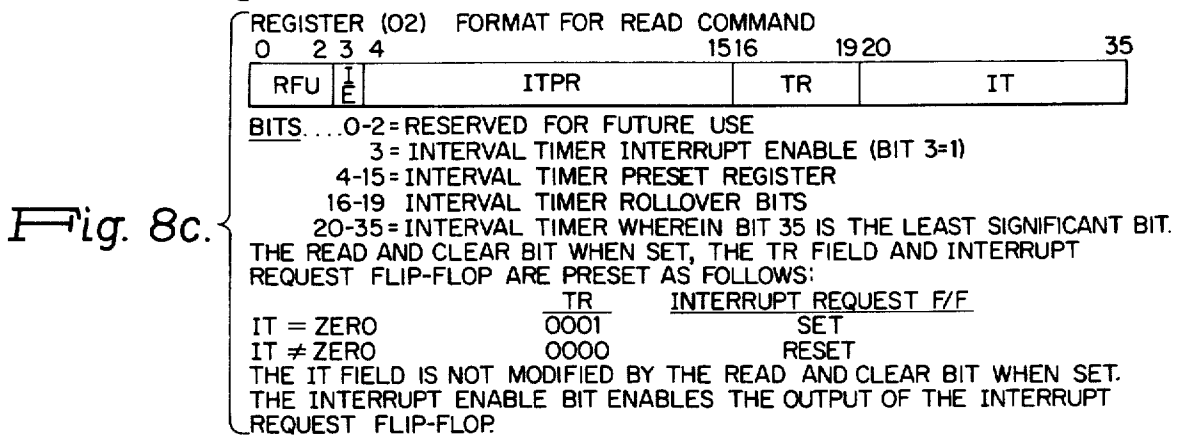 REGISTER (02) FORMAT FOR READ COMMAND
0 2 3 4 15 16 19 20 35
RFU IE ITPR TR IT
BITS....0-2=RESERVED FOR FUTURE USE
3= INTERVAL TIMER INTERRUPT ENABLE (BIT 3=1)
4-15= INTERVAL TIMER PRESET REGISTER
16-19 INTERVAL TIMER ROLLOVER BITS
Fig. 8c.
20-35= INTERVAL TIMER WHEREIN BIT 35 IS THE LEAST SIGNIFICANT BIT.
THE READ AND CLEAR BIT WHEN SET, THE TR FIELD AND INTERRUPT
REQUEST FLIP-FLOP ARE PRESET AS FOLLOWS:
TR INTERRUPT REQUEST F/F
IT = ZERO 0001 SET
IT ≠ ZERO 0000 RESET
THE IT FIELD IS NOT MODIFIED BY THE READ AND CLEAR BIT WHEN SET.
THE INTERRUPT ENABLE BIT ENABLES THE OUTPUT OF THE INTERRUPT
REQUEST FLIP-FLOP.